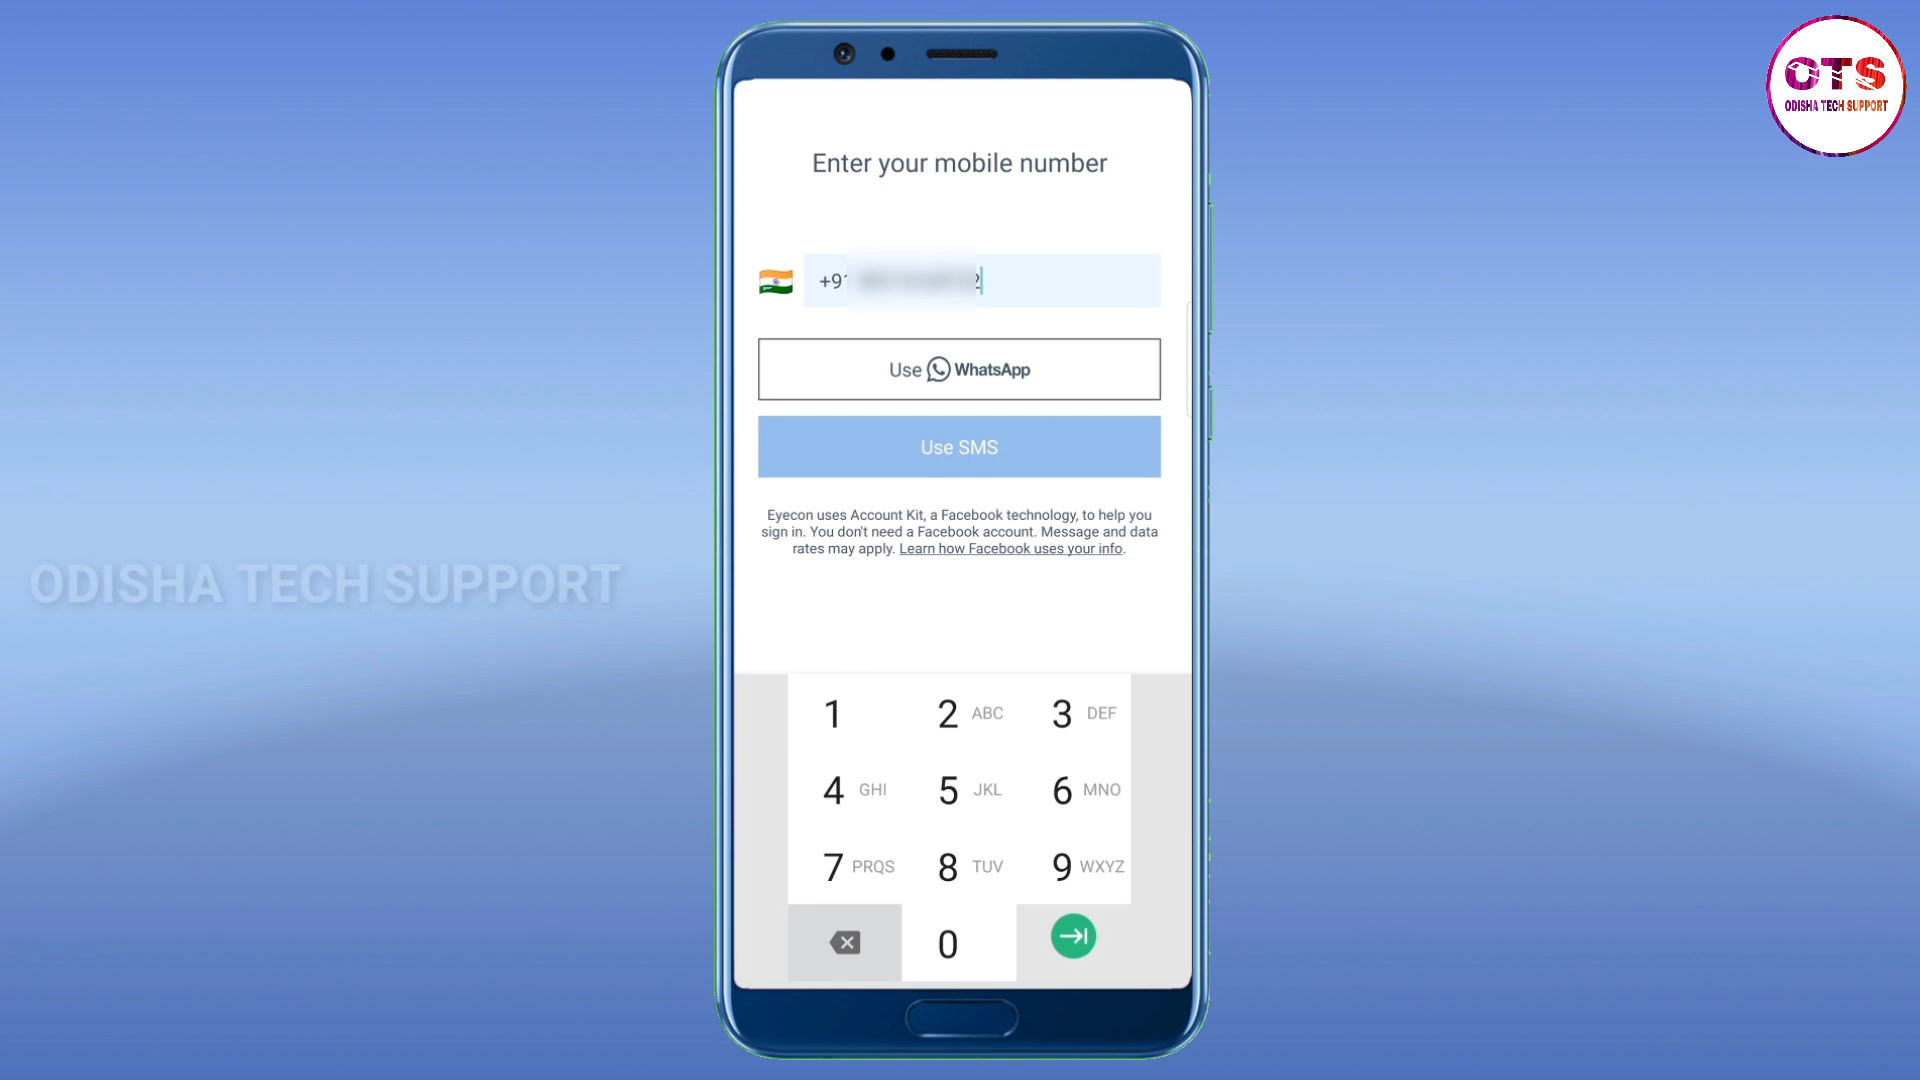 OTS
ODISHA TECH SUPPORT
Enter your mobile number
+91
2
Use WhatsApp
Use SMS
Eyecon uses Account Kit, a Facebook technology, to help you
sign in. You don't need a Facebook account. Message and data
rates may apply. Learn how Facebook uses your info.
ODISHA TECH SUPPORT
1
2 ABC
3 DEF
4 GHI
5 JKL
6 MNO
7 PRQS
8 TUV
9 WXYZ
0